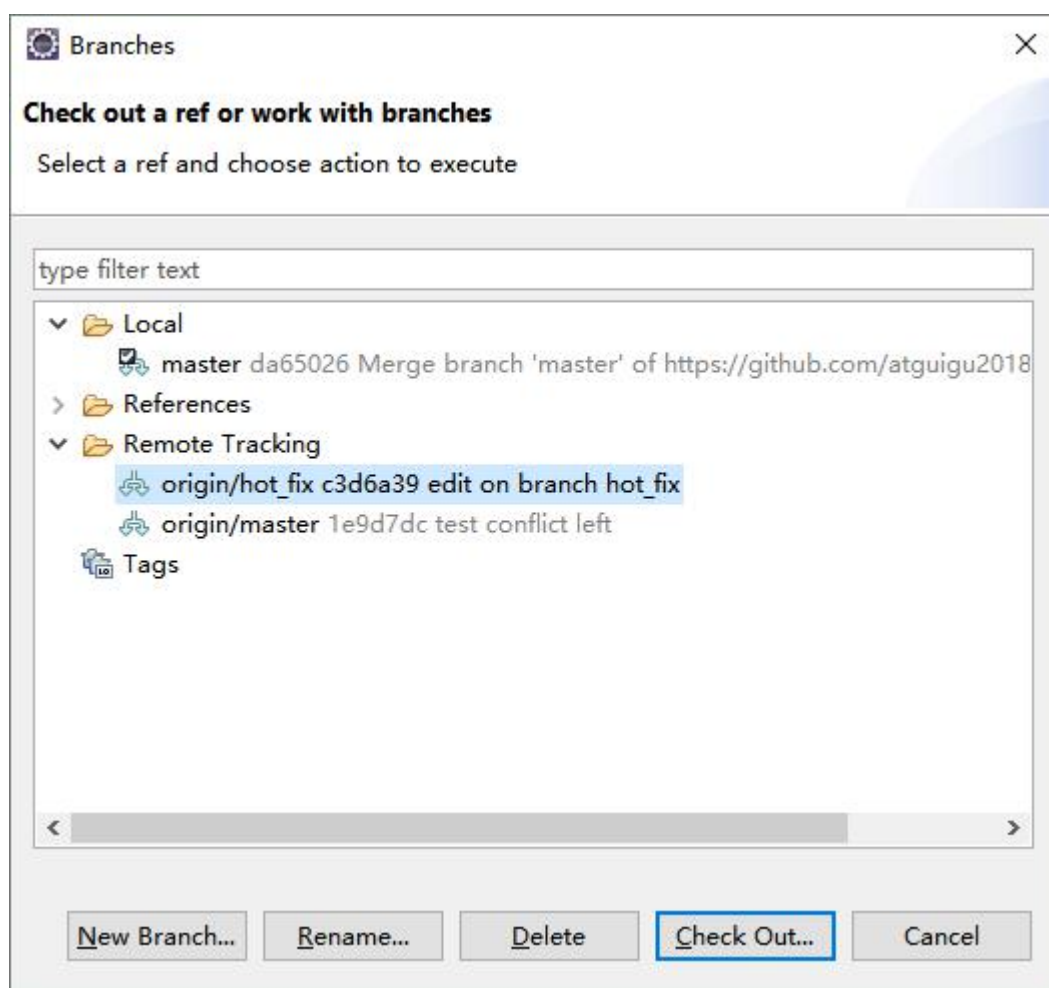 Branches
Check out a ref or work with branches
Select a ref and choose action to execute
type filter text
Local
master da65026 Merge branch 'master' of https://github.com/atguigu2018
References
Remote Tracking
origin/hot_fix c3d6a39 edit on branch hot_fix
origin/master 1e9d7dc test conflict left
Tags
New Branch... Rename... Delete Check Out... Cancel